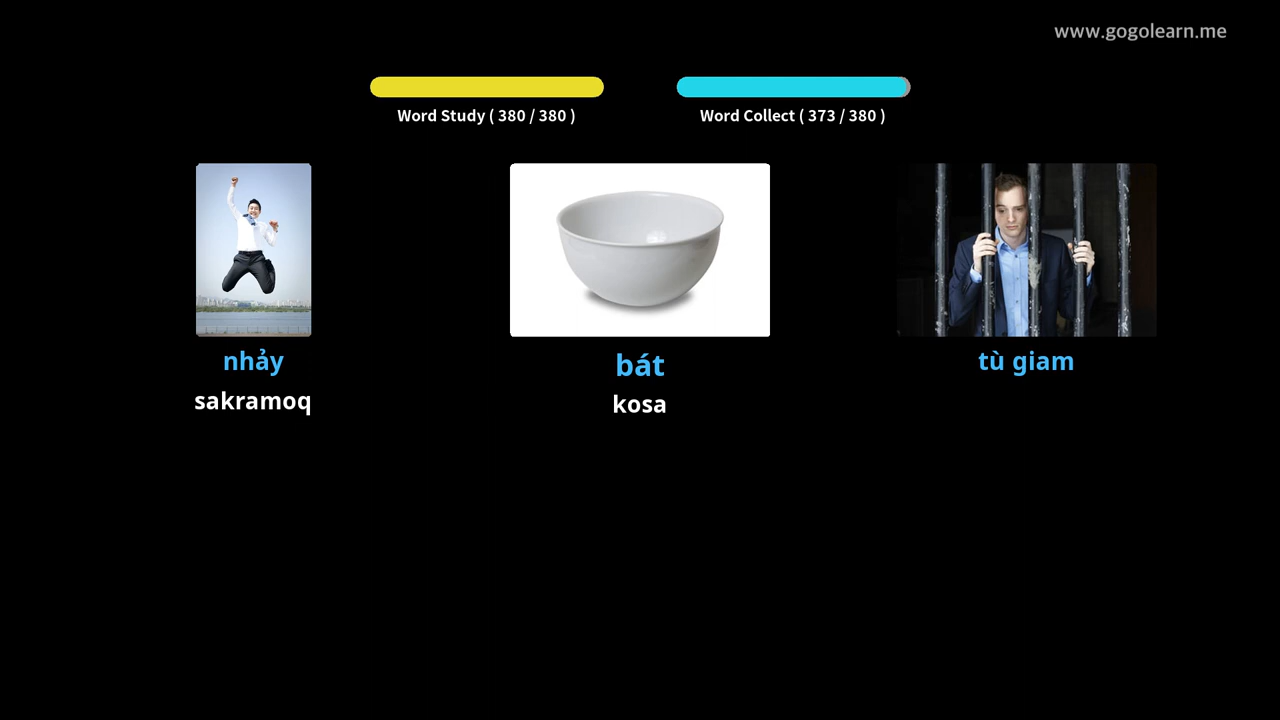 www.gogolearn.me
Word Study ( 380 / 380 )
Word Collect ( 373 / 380 )
nhảy
sakramoq
bát
kosa
tù giam